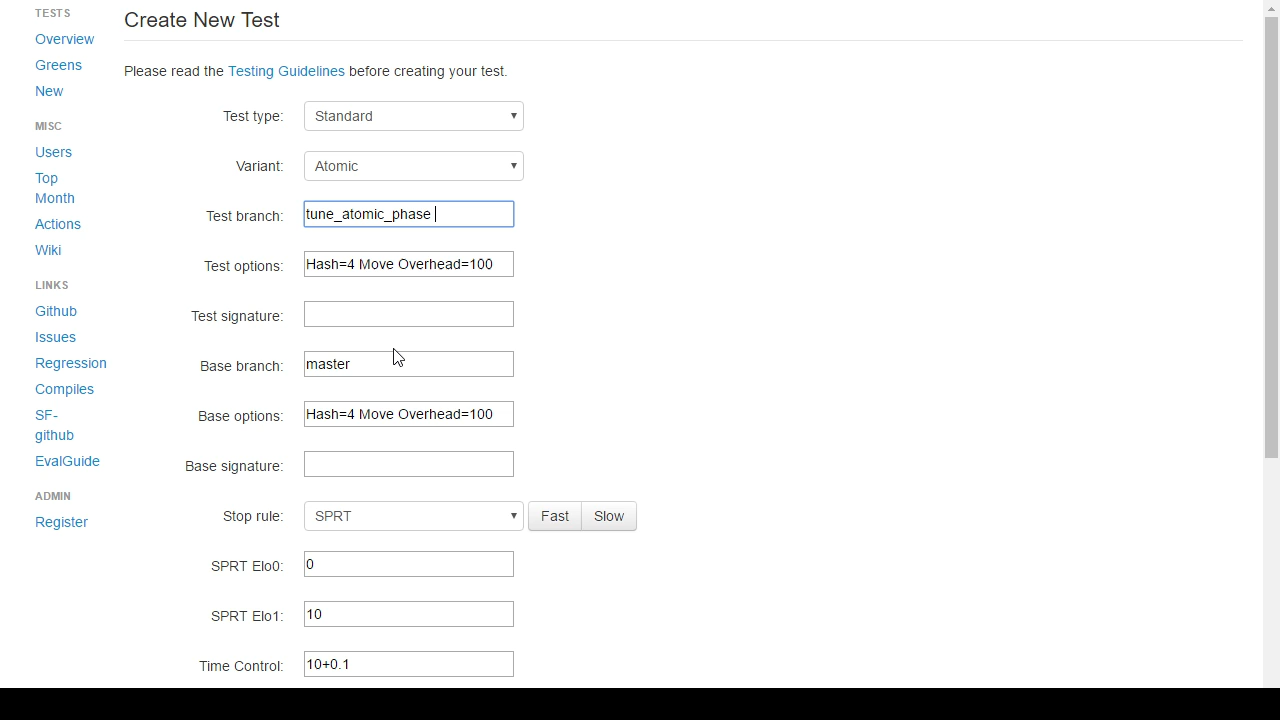 TESTS
Overview
Greens
New
MISC
Users
Top
Month
Actions
Wiki
LINKS
Github
Issues
Regression
Compiles
SF-
github
EvalGuide
ADMIN
Register
Create New Test
Please read the Testing Guidelines before creating your test.
Test type: Standard
Variant: Atomic
Test branch: tune_atomic_phase
Test options: Hash=4 Move Overhead=100
Test signature:
Base branch: master
Base options: Hash=4 Move Overhead=100
Base signature:
Stop rule: SPRT Fast Slow
SPRT Elo0: 0
SPRT Elo1: 10
Time Control: 10+0.1